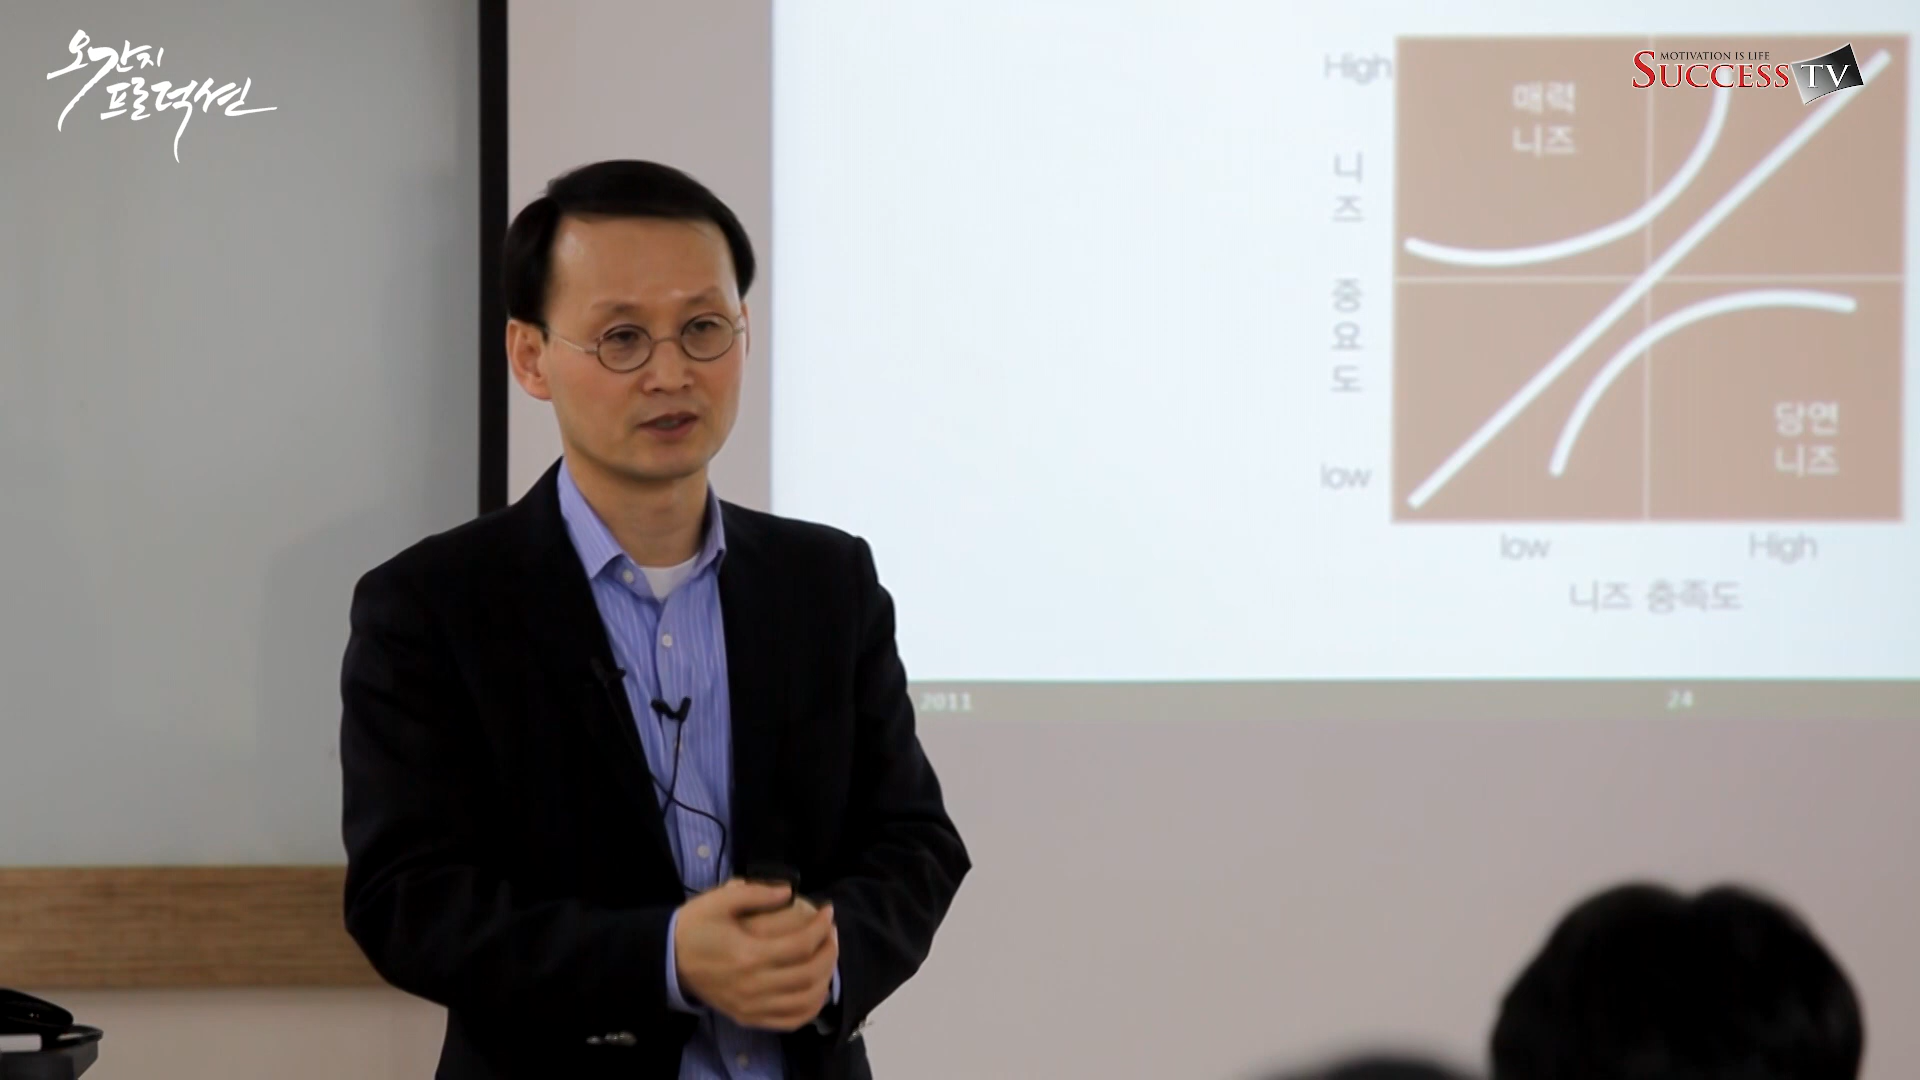 오간지
프로덕션
MOTIVATION IS LIFE
SUCCESS TV
High
매력
니즈
니즈 중요도
당연
니즈
low
low
High
니즈 충족도
2011
24